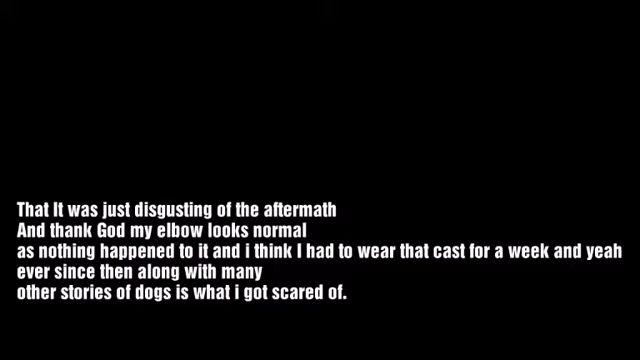 That It was just disgusting of the aftermath
And thank God my elbow looks normal
as nothing happened to it and i think I had to wear that cast for a week and yeah
ever since then along with many
other stories of dogs is what i got scared of.